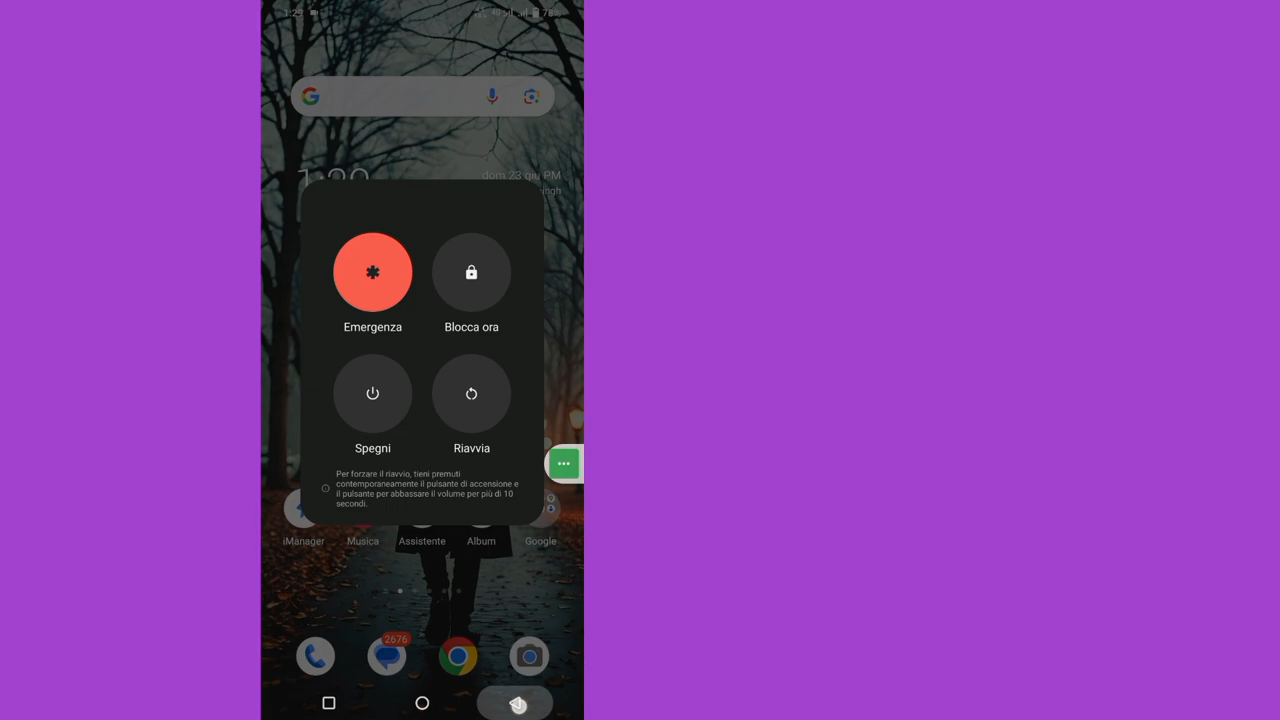 1:29
78%
dom 23 giu PM
Emergenza
Blocca ora
Spegni
Riavvia
Per forzare il riavvio, tieni premuti
contemporaneamente il pulsante di accensione e
il pulsante per abbassare il volume per più di 10
secondi.
iManager
Musica
Assistente
Album
Google
2676